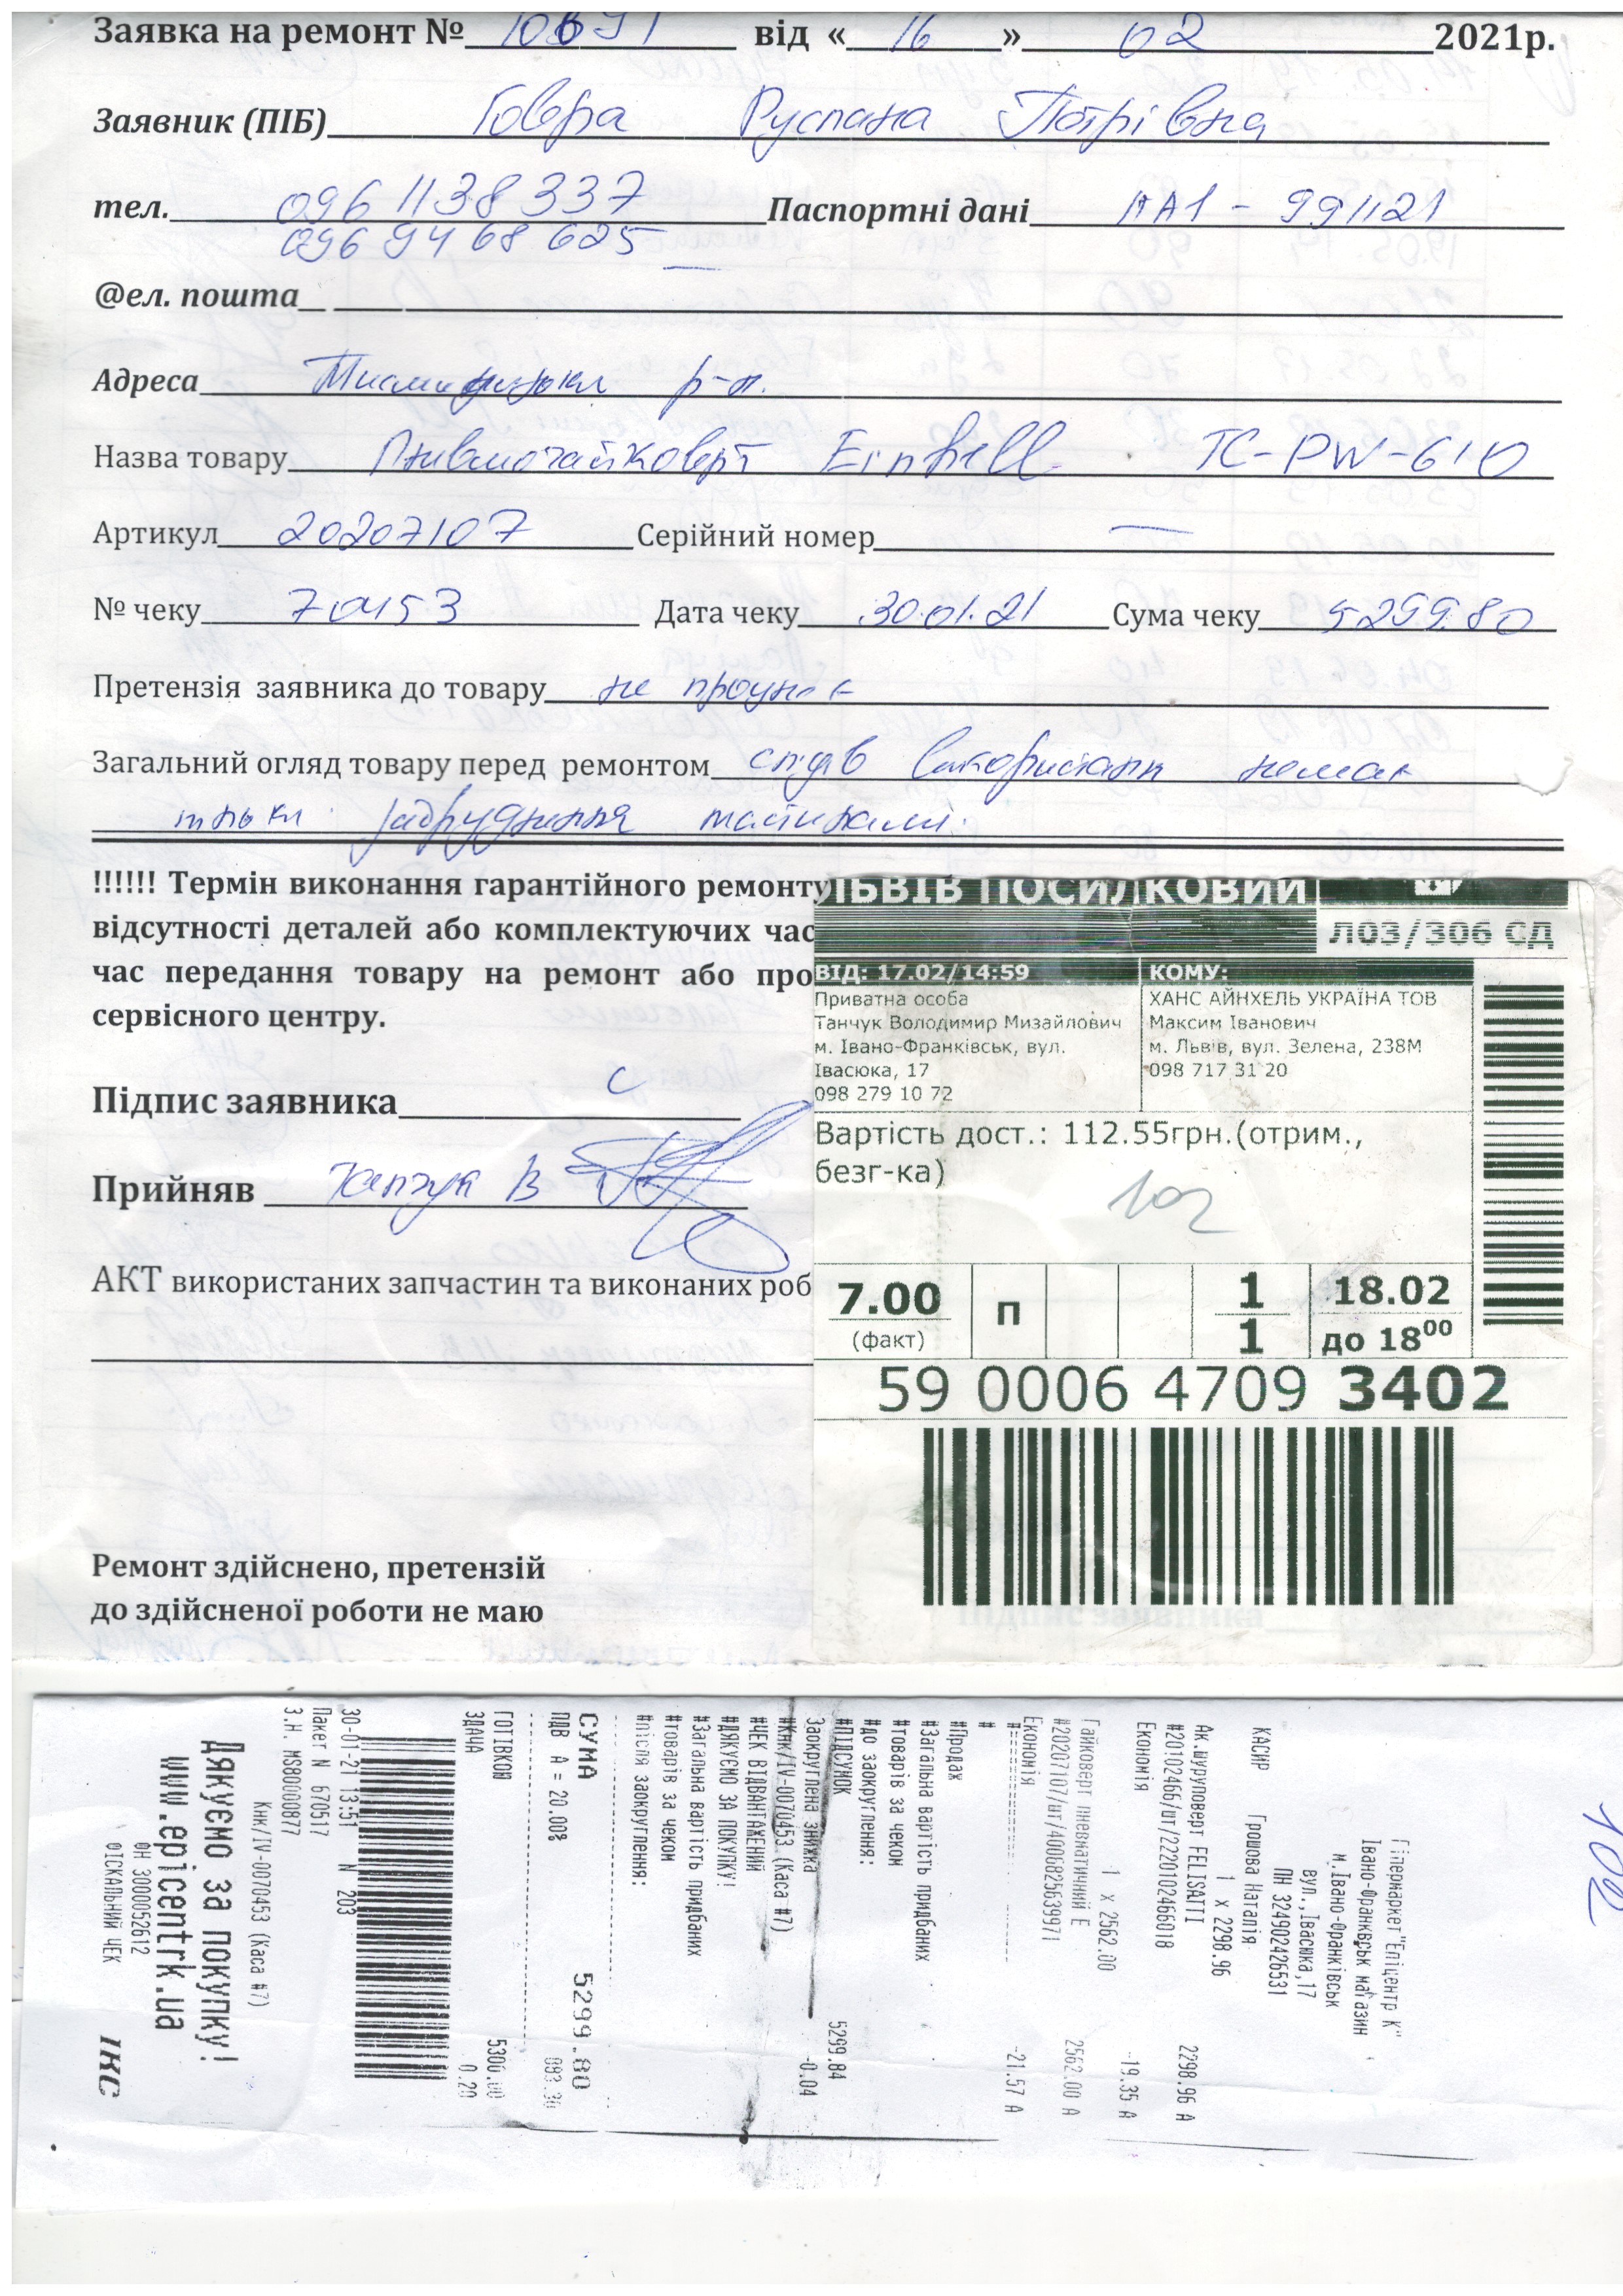 Заявка на ремонт № від « 16 » 02 2021р.
Заявник (ПІБ) Говера Руслана Петрівна
тел. 096 1138 337 Паспортні дані АА1 - 991121
096 9468 625
@ел. пошта
Адреса р-н.
Назва товару Пневмогайковерт Einhell TC-PW-610
Артикул 20207107 Серійний номер —
№ чеку 70453 Дата чеку 30.01.21 Сума чеку 5299.80
Претензія заявника до товару не працює
Загальний огляд товару перед ремонтом слідів використання немає
тільки забруднення
!!!!!! Термін виконання гарантійного ремонту
відсутності деталей або комплектуючих час
час передання товару на ремонт або про
сервісного центру.
Підпис заявника
Прийняв В
АКТ використаних запчастин та виконаних роб
Ремонт здійснено, претензій
до здійсненої роботи не маю
ЛЬВІВ ПОСИЛКОВИЙ
Л03/306 СД
ВІД: 17.02/14:59
Приватна особа
Танчук Володимир Мизайлович
м. Івано-Франківськ, вул.
Івасюка, 17
098 279 10 72
КОМУ:
ХАНС АЙНХЕЛЬ УКРАЇНА ТОВ
Максим Іванович
м. Львів, вул. Зелена, 238М
098 717 31 20
Вартість дост.: 112.55грн.(отрим.,
безг-ка)
102
7.00 П 1 18.02
(факт) 1 до 18⁰⁰
59 0006 4709 3402
102
Гіпермаркет"Епіцентр К"
Івано-Франківськ магазин
м.Івано-Франківськ
вул.,Івасюка,17
ПН 324902426531
КАСИР Грошова Наталія
Ак.шуруповерт FELISATTI
1 x 2298.96 2298.96 А
#20102466/шт/2220102466018
Економія -19.35 А
Гайковерт пневматичний E
1 x 2562.00 2562.00 А
#20207107/шт/4006825639971
Економія -21.57 А
#
#Продаж
#Загальна вартість придбаних
#товарів за чеком
#до заокруглення:
#ПІДСУМОК 5299.84
Заокруглена знижка -0.04
#Кнк/IV-0070453 (Каса #7)
#ЧЕК ВІДВАНТАЖЕНИЙ
#ДЯКУЄМО ЗА ПОКУПКУ!
#Загальна вартість придбаних
#товарів за чеком
#після заокруглення:
СУМА 5299.80
ПДВ А = 20.00%
ГОТІВКОЮ 5300.00
ЗДАЧА 0.20
30-01-21 13:51 N 203
Пакет N 670517
З.Н. MS80000877
Кнк/IV-0070453 (Каса #7)
Дякуємо за покупку!
www.epicentrk.ua
ФН 3000052612
ФІСКАЛЬНИЙ ЧЕК ІКС